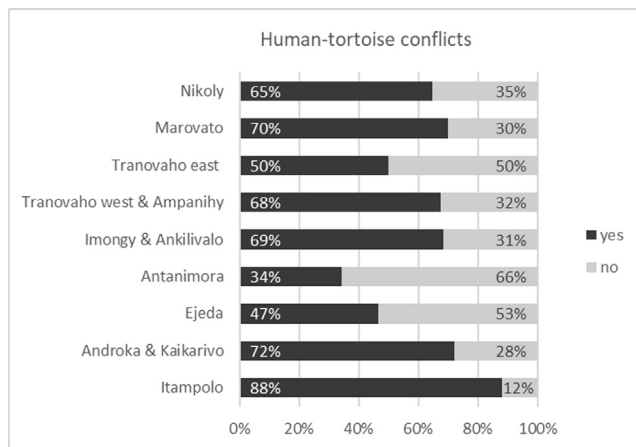 Human-tortoise conflicts
Nikoly 65% 35%
Marovato 70% 30%
Tranovaho east 50% 50%
Tranovaho west & Ampanihy 68% 32%
Imongy & Ankilivalo 69% 31%
Antanimora 34% 66%
Ejeda 47% 53%
Androka & Kaikarivo 72% 28%
Itampolo 88% 12%
0% 20% 40% 60% 80% 100%
yes
no